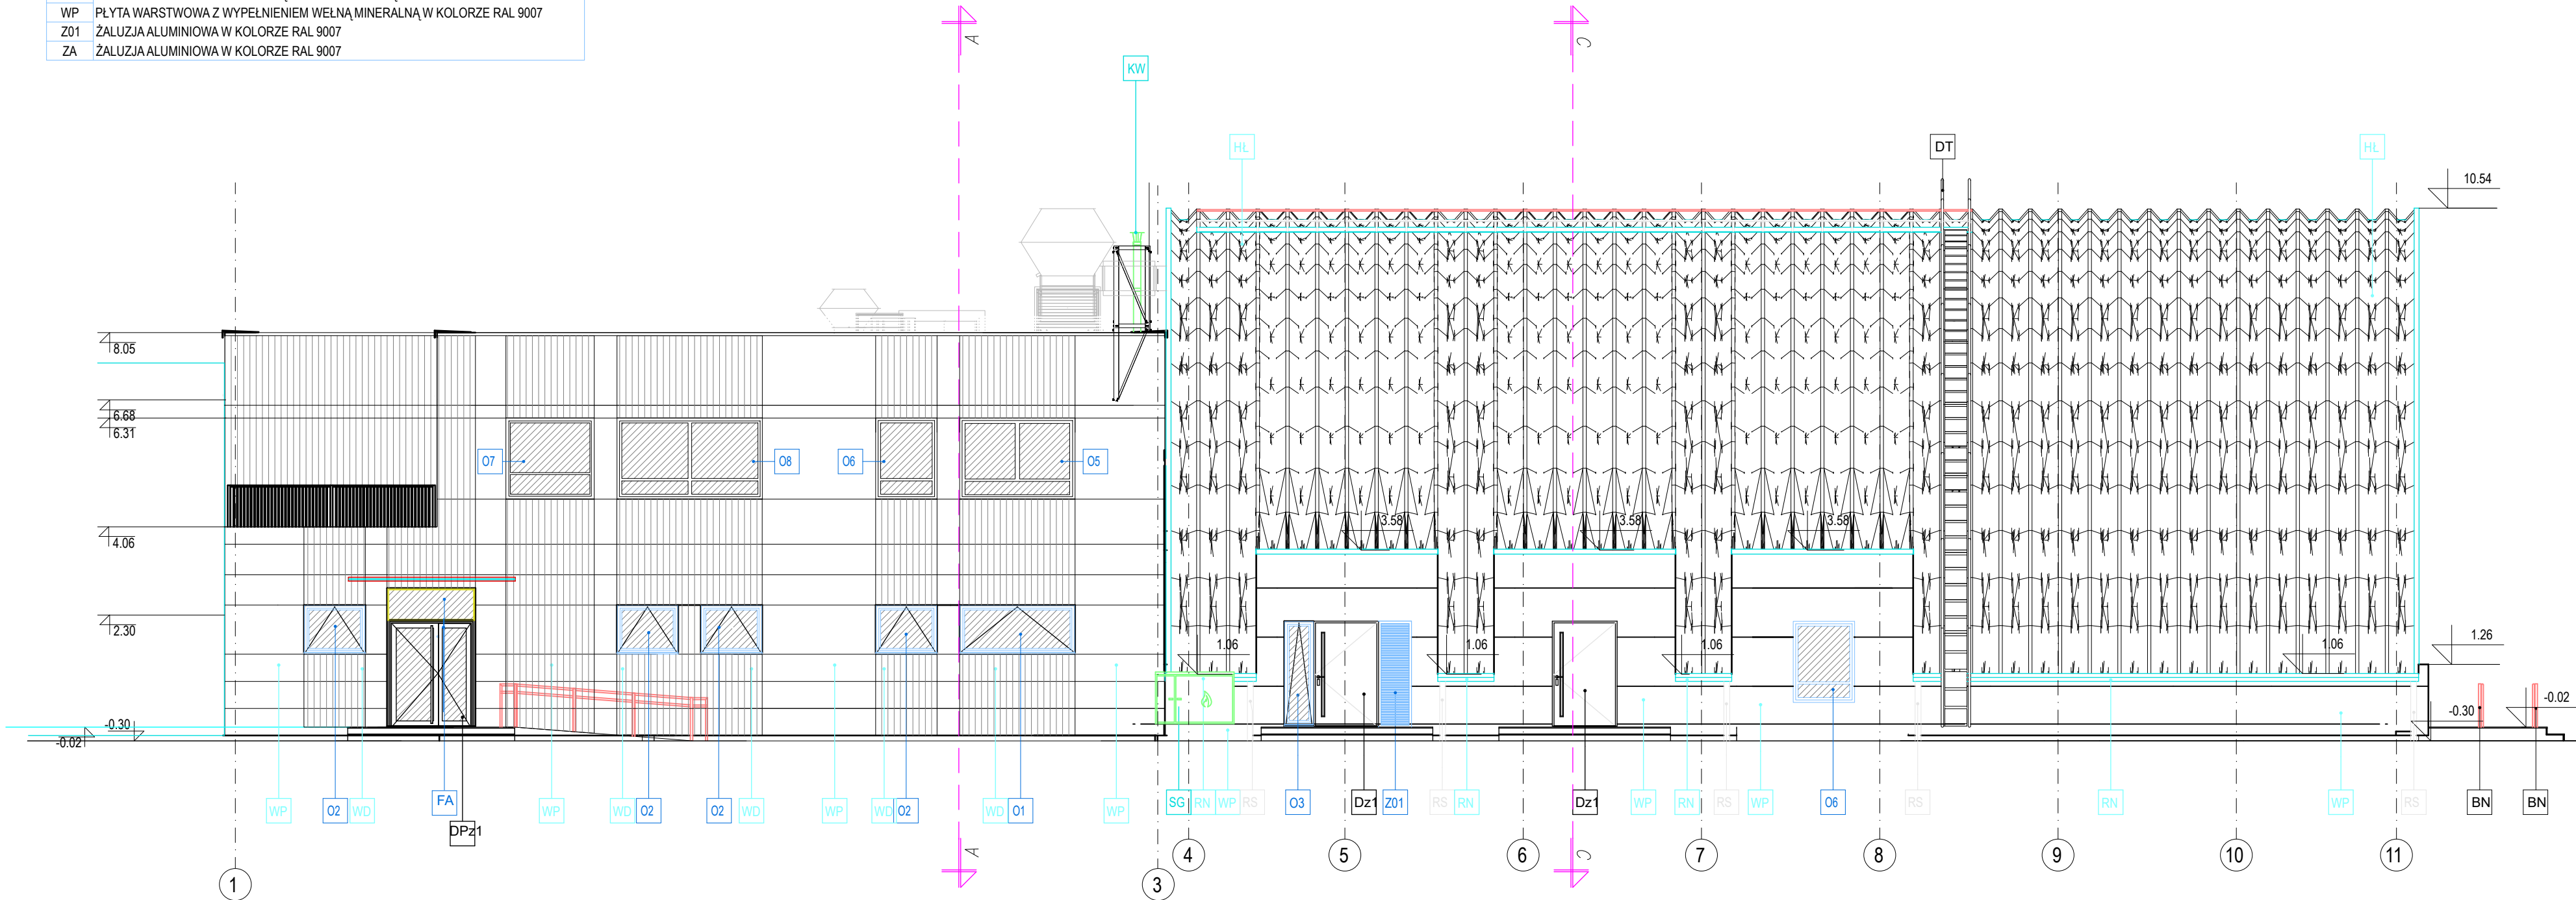 WP PŁYTA WARSTWOWA Z WYPEŁNIENIEM WEŁNĄ MINERALNĄ W KOLORZE RAL 9007
Z01 ŻALUZJA ALUMINIOWA W KOLORZE RAL 9007
ZA ŻALUZJA ALUMINIOWA W KOLORZE RAL 9007
A
C
KW
HŁ
DT
HŁ
10.54
8.05
6.68
6.31
O7
O8
O6
O5
4.06
3.58
3.58
3.58
2.30
1.06
1.06
1.06
1.06
1.26
-0.30
-0.02
-0.30
-0.02
WP
O2
WD
FA
DPz1
WP
WD
O2
O2
WD
WP
WD
O2
WD
O1
WP
SG
RN
WP
RS
O3
Dz1
Z01
RS
RN
Dz1
WP
RN
RS
WP
O6
RS
RN
WP
RS
BN
BN
A
C
1
3
4
5
6
7
8
9
10
11